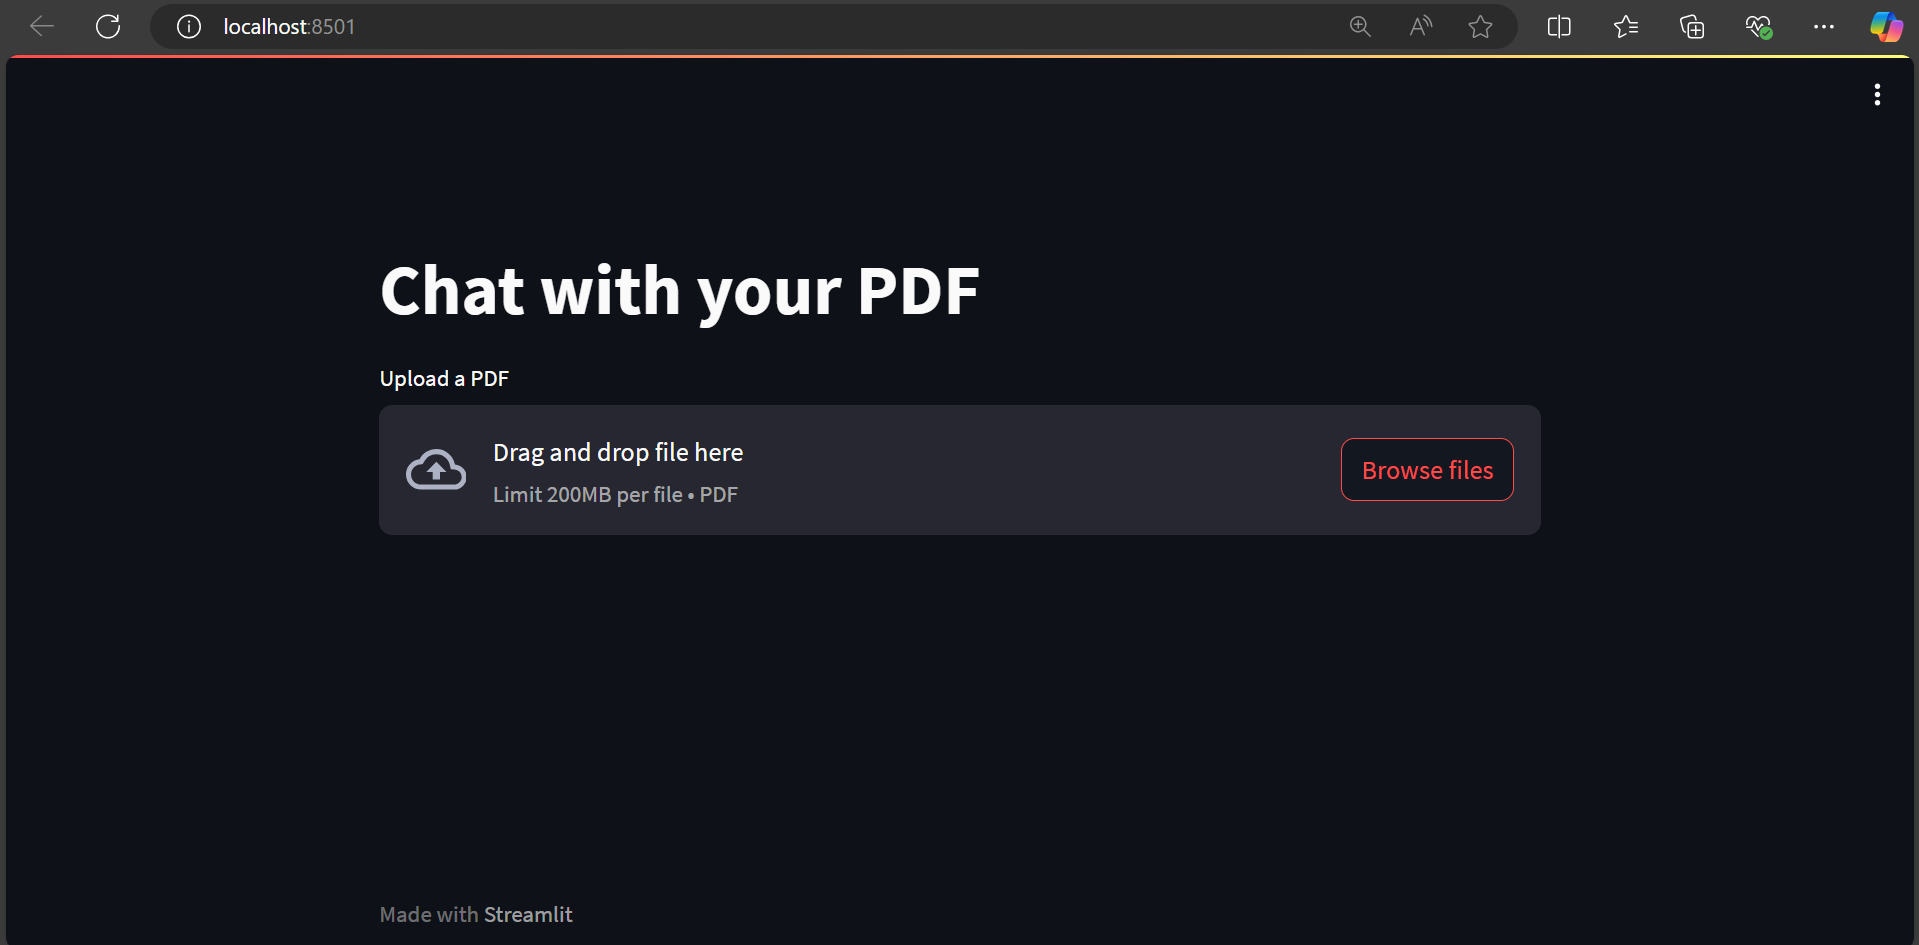 localhost:8501
Chat with your PDF
Upload a PDF
Drag and drop file here
Limit 200MB per file • PDF
Browse files
Made with Streamlit